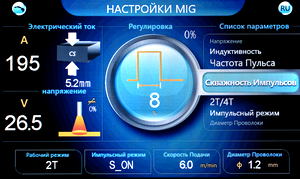 НАСТРОЙКИ MIG
RU
Электрический ток
A
195
CS
5.2mm
Регулировка
0%
8
Список параметров
Напряжение
Индуктивность
Частота Пульса
Скважность Импульсов
2T/4T
Импульсный режим
Диаметр Проволоки
напряжение
0%
V
26.5
Рабочий режим
2T
Импульсный режим
S_ON
Скорость Подачи
6.0 m/min
Диаметр Проволоки
Φ 1.2 mm